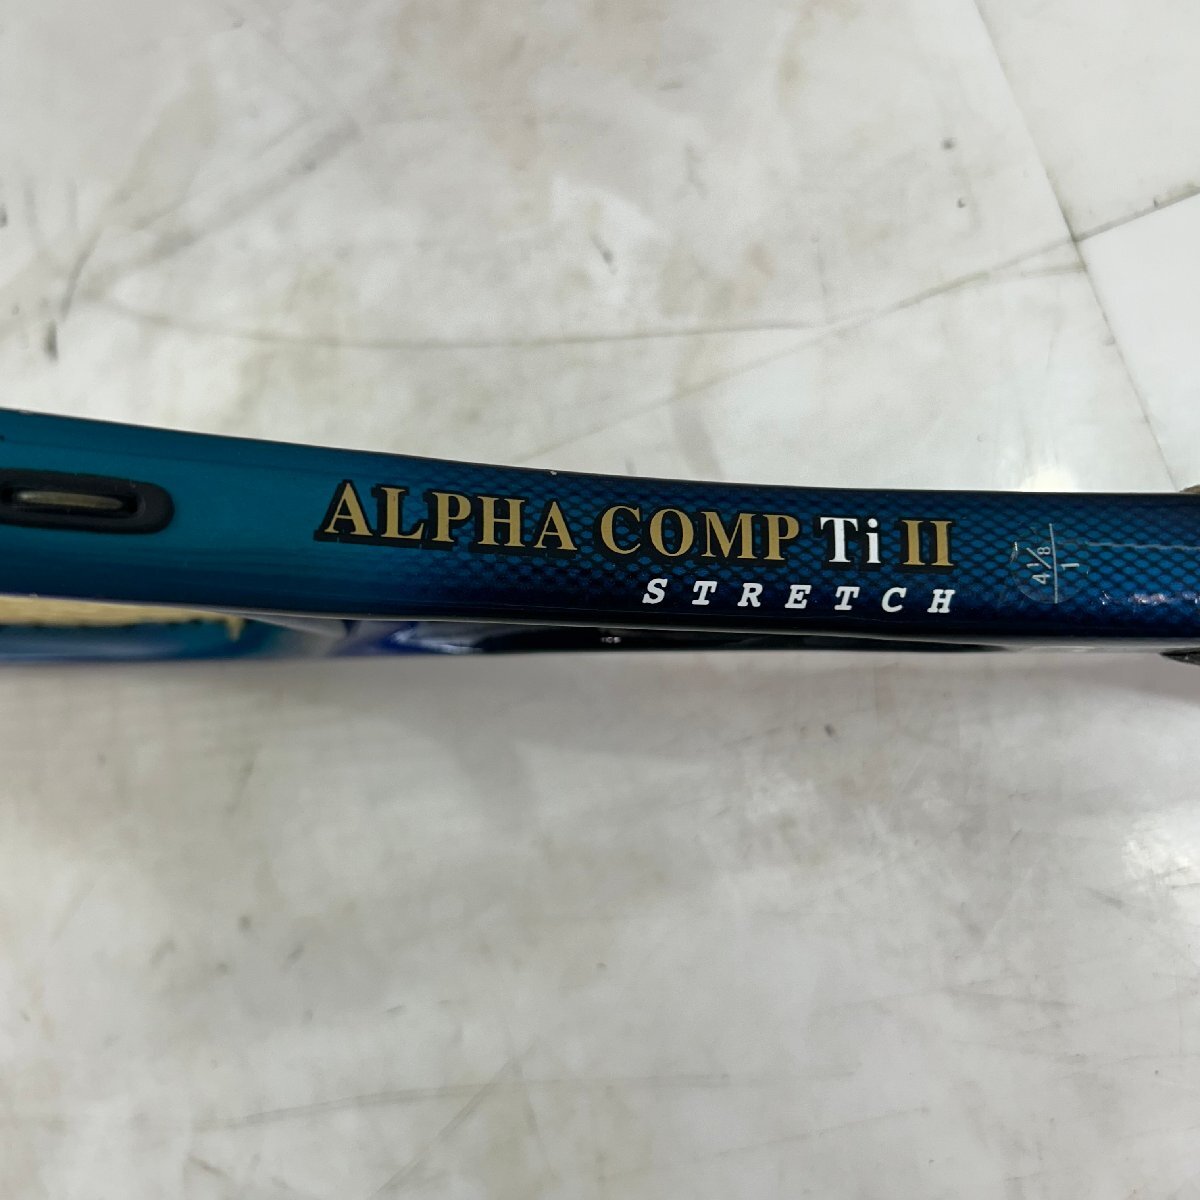 ALPHA COMP Ti II
STRETCH
4 1/8
1